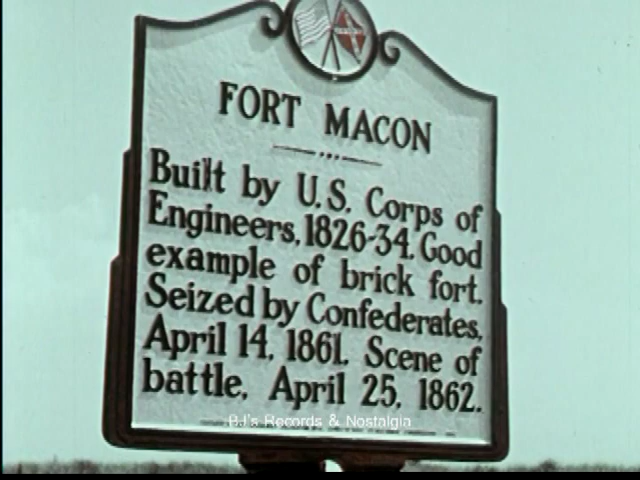 FORT MACON
Built by U.S. Corps of
Engineers, 1826-34. Good
example of brick fort.
Seized by Confederates,
April 14, 1861. Scene of
battle, April 25, 1862.
PJ's Records & Nostalgia